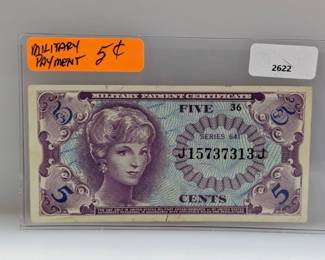 MILITARY
PAYMENT 5¢
2622
MILITARY PAYMENT CERTIFICATE
FIVE 36
SERIES 641
J15737313J
5 CENTS 5